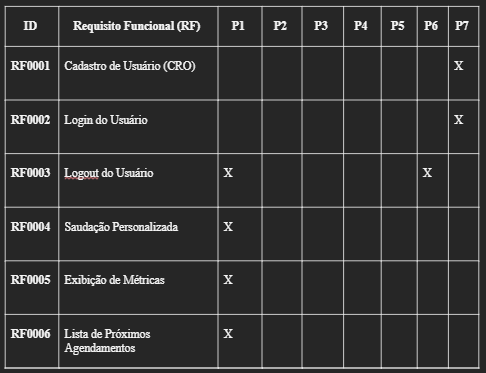 ID Requisito Funcional (RF) P1 P2 P3 P4 P5 P6 P7
RF0001 Cadastro de Usuário (CRO) X
RF0002 Login do Usuário X
RF0003 Logout do Usuário X X
RF0004 Saudação Personalizada X
RF0005 Exibição de Métricas X
RF0006 Lista de Próximos X
Agendamentos